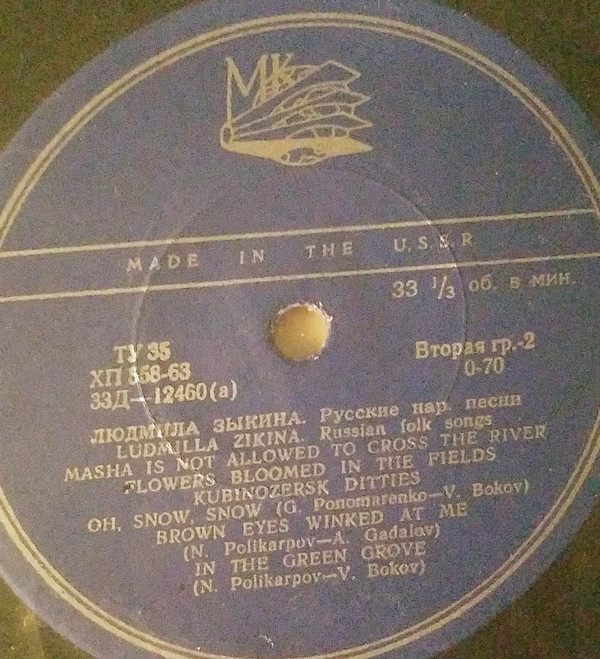 МК
MADE IN THE U.S.S.R
33 1/3 об. в мин.
ТУ 35
ХП 558-63
33Д—12460(а)
Вторая гр.-2
0-70
ЛЮДМИЛА ЗЫКИНА. Русские нар. песни
LUDMILLA ZIKINA. Russian folk songs
MASHA IS NOT ALLOWED TO CROSS THE RIVER
FLOWERS BLOOMED IN THE FIELDS
KUBINOZERSK DITTIES
OH, SNOW, SNOW (G. Ponomarenko—V. Bokov)
BROWN EYES WINKED AT ME
(N. Polikarpov—A. Gadalov)
IN THE GREEN GROVE
(N. Polikarpov—V. Bokov)